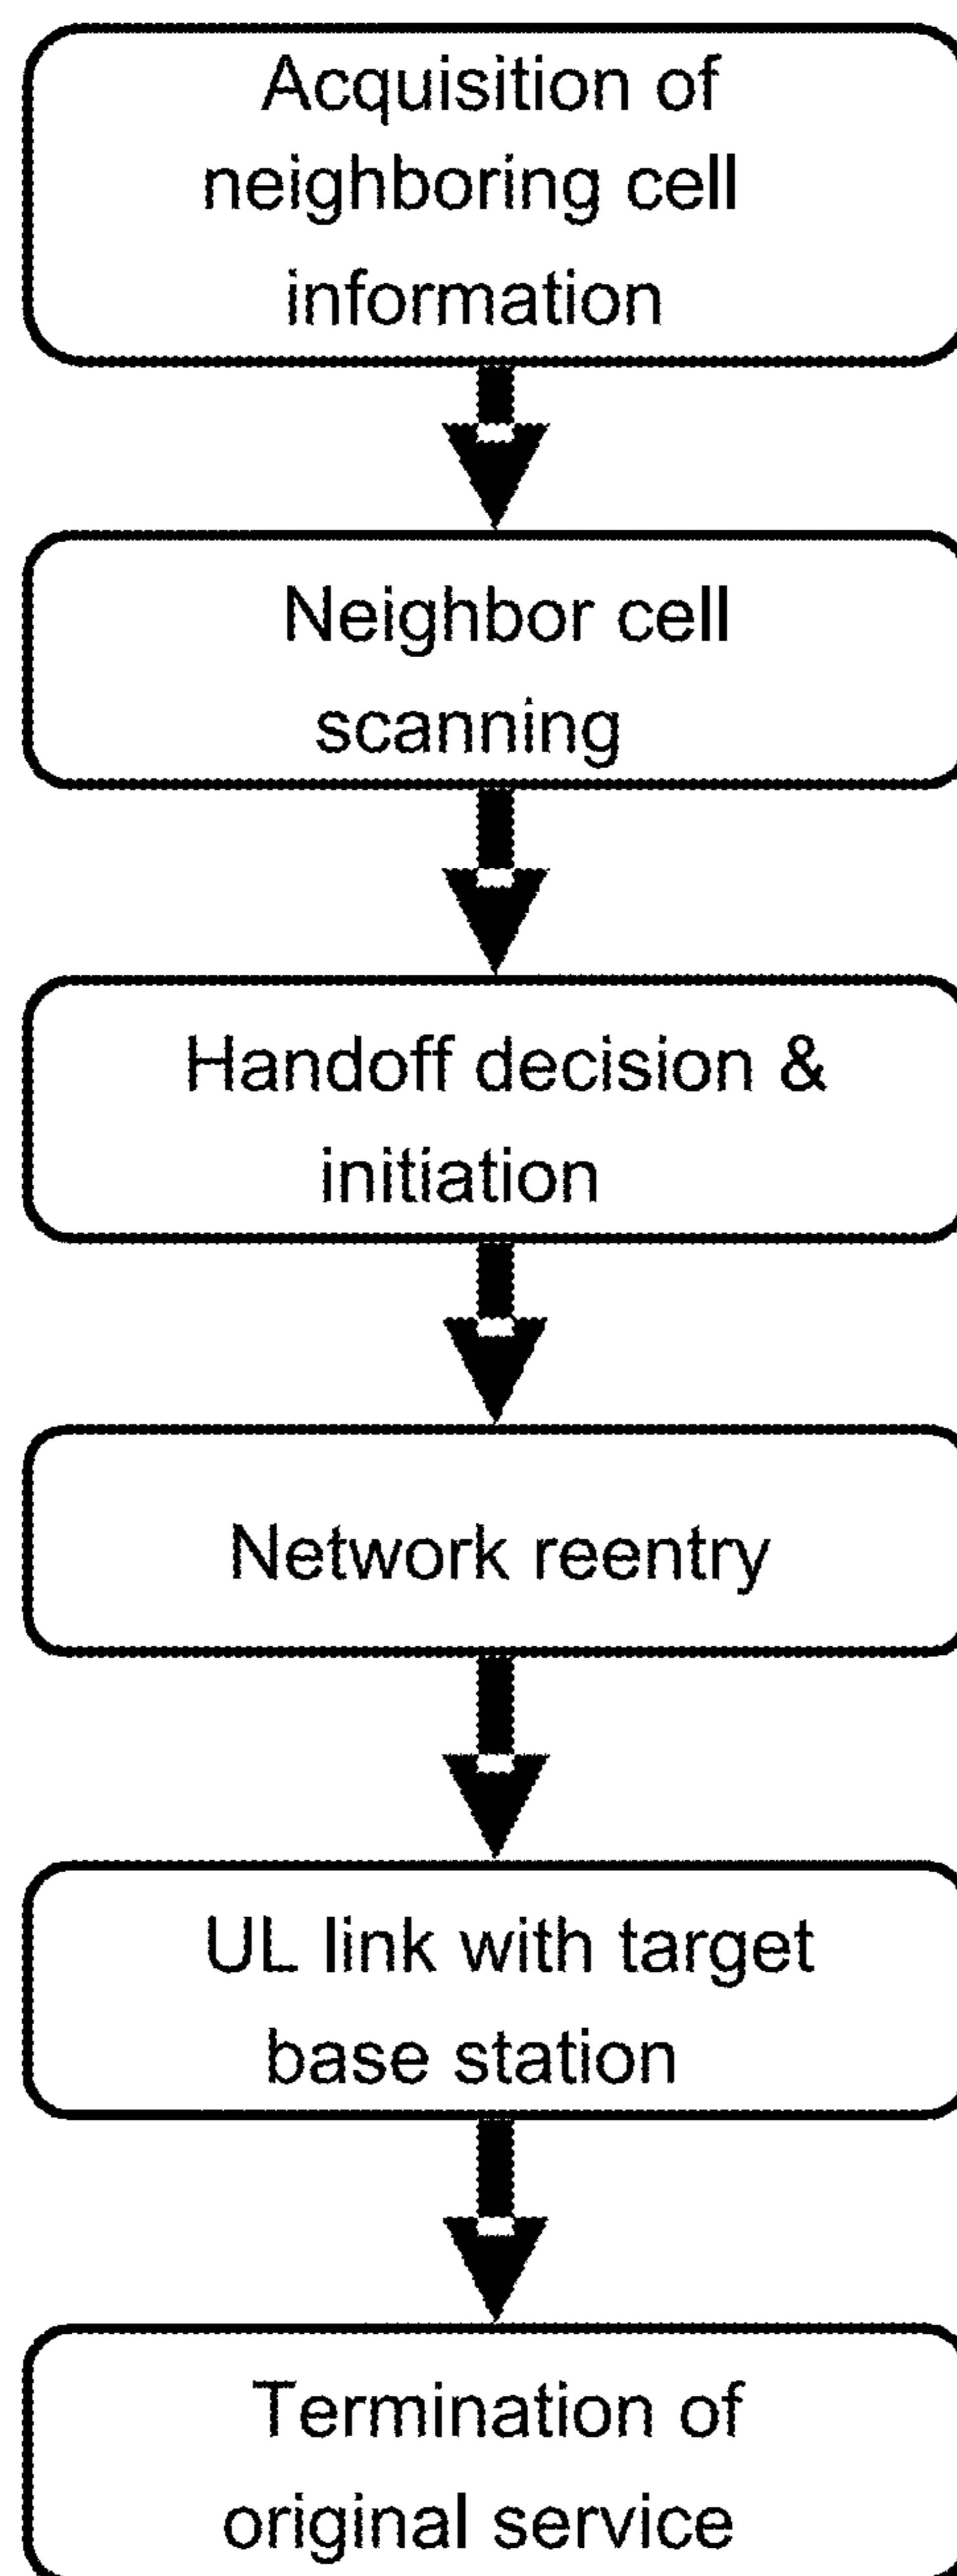 Acquisition of
neighboring cell
information
Neighbor cell
scanning
Handoff decision &
initiation
Network reentry
UL link with target
base station
Termination of
original service